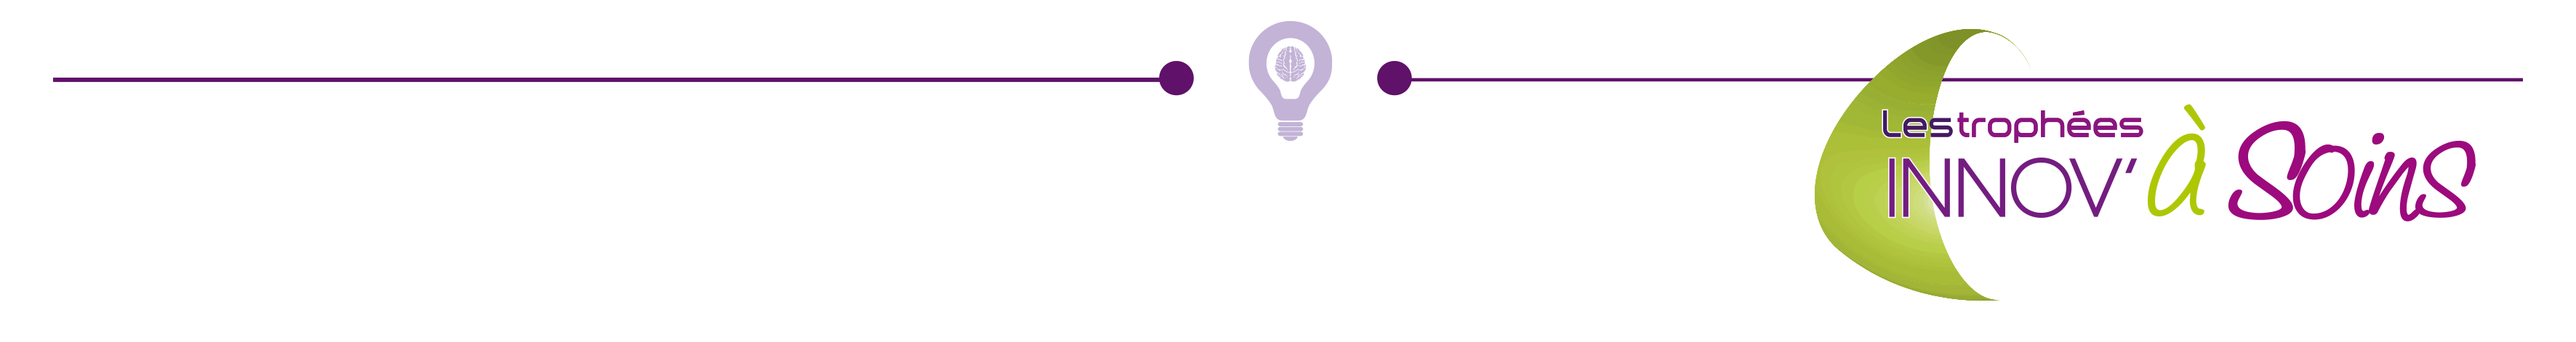 Les trophées
INNOV' à soins